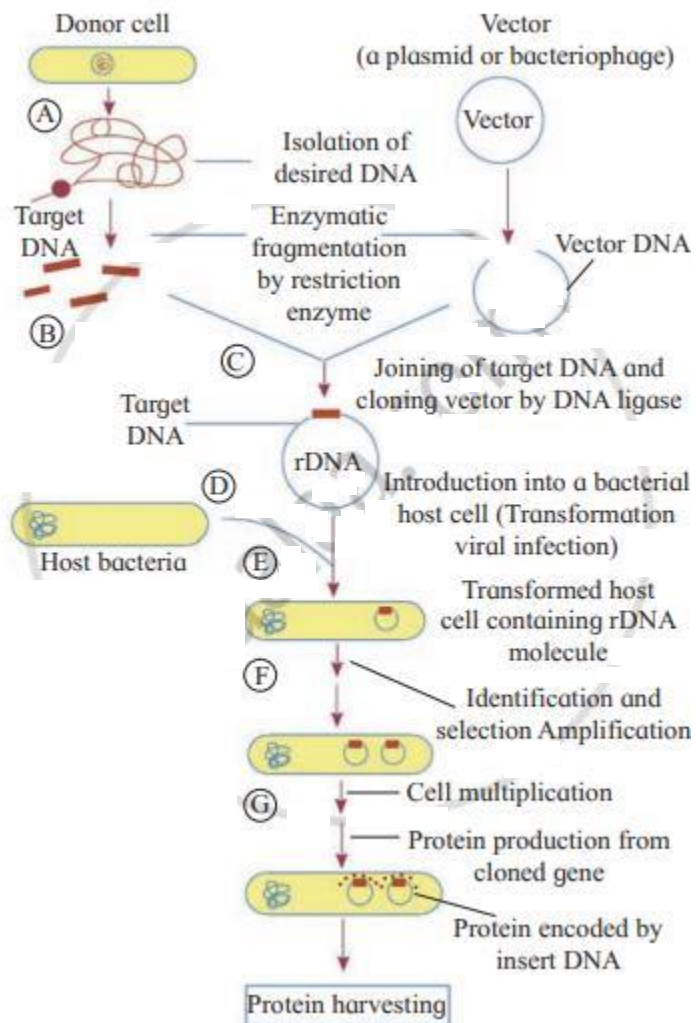 Donor cell
Vector
(a plasmid or bacteriophage)
Vector
A
Isolation of
desired DNA
Target
DNA
Enzymatic
fragmentation
by restriction
enzyme
Vector DNA
B
C
Joining of target DNA and
cloning vector by DNA ligase
Target
DNA
rDNA
D
Introduction into a bacterial
host cell (Transformation
viral infection)
Host bacteria
E
Transformed host
cell containing rDNA
molecule
F
Identification and
selection Amplification
G
Cell multiplication
Protein production from
cloned gene
Protein encoded by
insert DNA
Protein harvesting